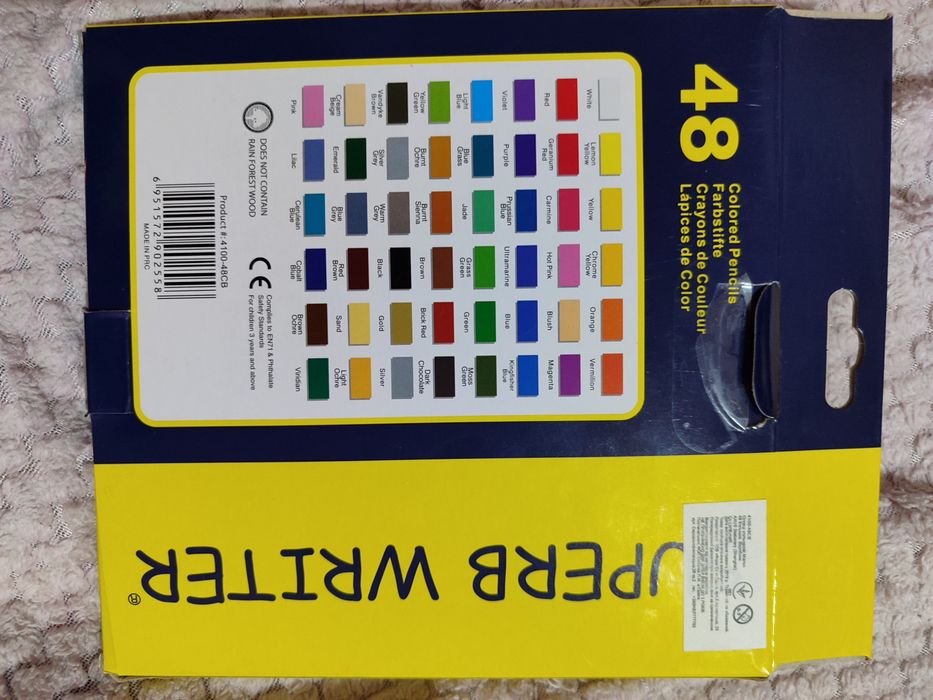 48
Colored Pencils
Farbstifte
Crayons de Couleur
Lápices de Color
White Lemon Yellow Yellow Chrome Yellow Orange Vermilion
Red Geranium Red Carmine Hot Pink Blush Magenta
Violet Purple Prussian Blue Ultramarine Blue Kingfisher Blue
Light Blue Blue Grass Jade Grass Green Green Moss Green
Yellow Green Burnt Ochre Burnt Sienna Brown Brick Red Dark Chocolate
Vandyke Brown Silver Grey Warm Grey Black Gold Silver
Cream Beige Emerald Blue Grey Red Brown Sand Light Ochre
Pink Lilac Cerulean Blue Cobalt Blue Brown Ochre Viridian
DOES NOT CONTAIN
RAIN FOREST WOOD
CE
Complies to EN71 & Phthalate
Safety Standards
For children 3 years and above
Product #:4100-48CB
6 951572 902558
MADE IN PRC
UPERB WRITER®
4100-48CB